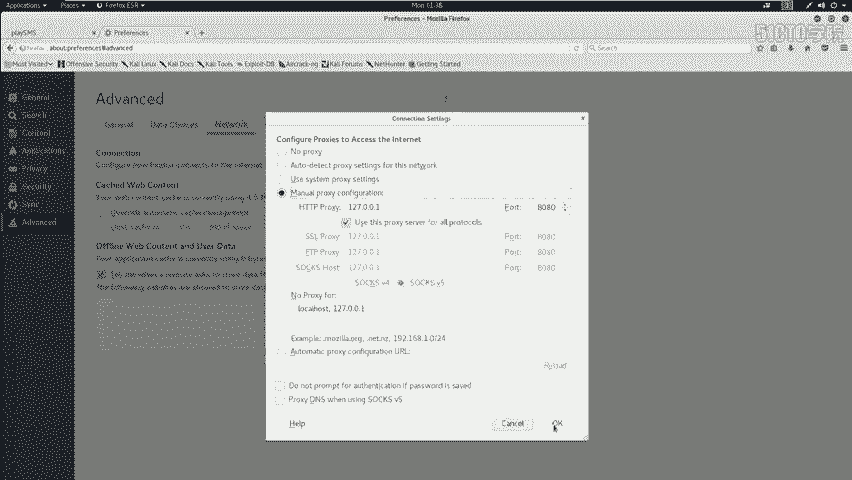 Applications Places Firefox ESR Mon 01:38
Preferences - Mozilla Firefox
playSMS Preferences
Firefox about:preferences#advanced Search
51CTO学院
Most Visited Offensive Security Kali Linux Kali Docs Kali Tools Exploit-DB Aircrack-ng Kali Forums NetHunter Getting Started
General
Search
Content
Applications
Privacy
Security
Sync
Advanced
Advanced
General Data Choices Network
Connection
Configure how Firefox connects to the Internet
Cached Web Content
Offline Web Content and User Data
Connection Settings
Configure Proxies to Access the Internet
No proxy
Auto-detect proxy settings for this network
Use system proxy settings
Manual proxy configuration:
HTTP Proxy: 127.0.0.1 Port: 8080
Use this proxy server for all protocols
SSL Proxy: 127.0.0.1 Port: 8080
FTP Proxy: 127.0.0.1 Port: 8080
SOCKS Host: 127.0.0.1 Port: 8080
SOCKS v4 SOCKS v5
No Proxy for:
localhost, 127.0.0.1
Example: .mozilla.org, .net.nz, 192.168.1.0/24
Automatic proxy configuration URL:
Reload
Do not prompt for authentication if password is saved
Proxy DNS when using SOCKS v5
Help Cancel OK